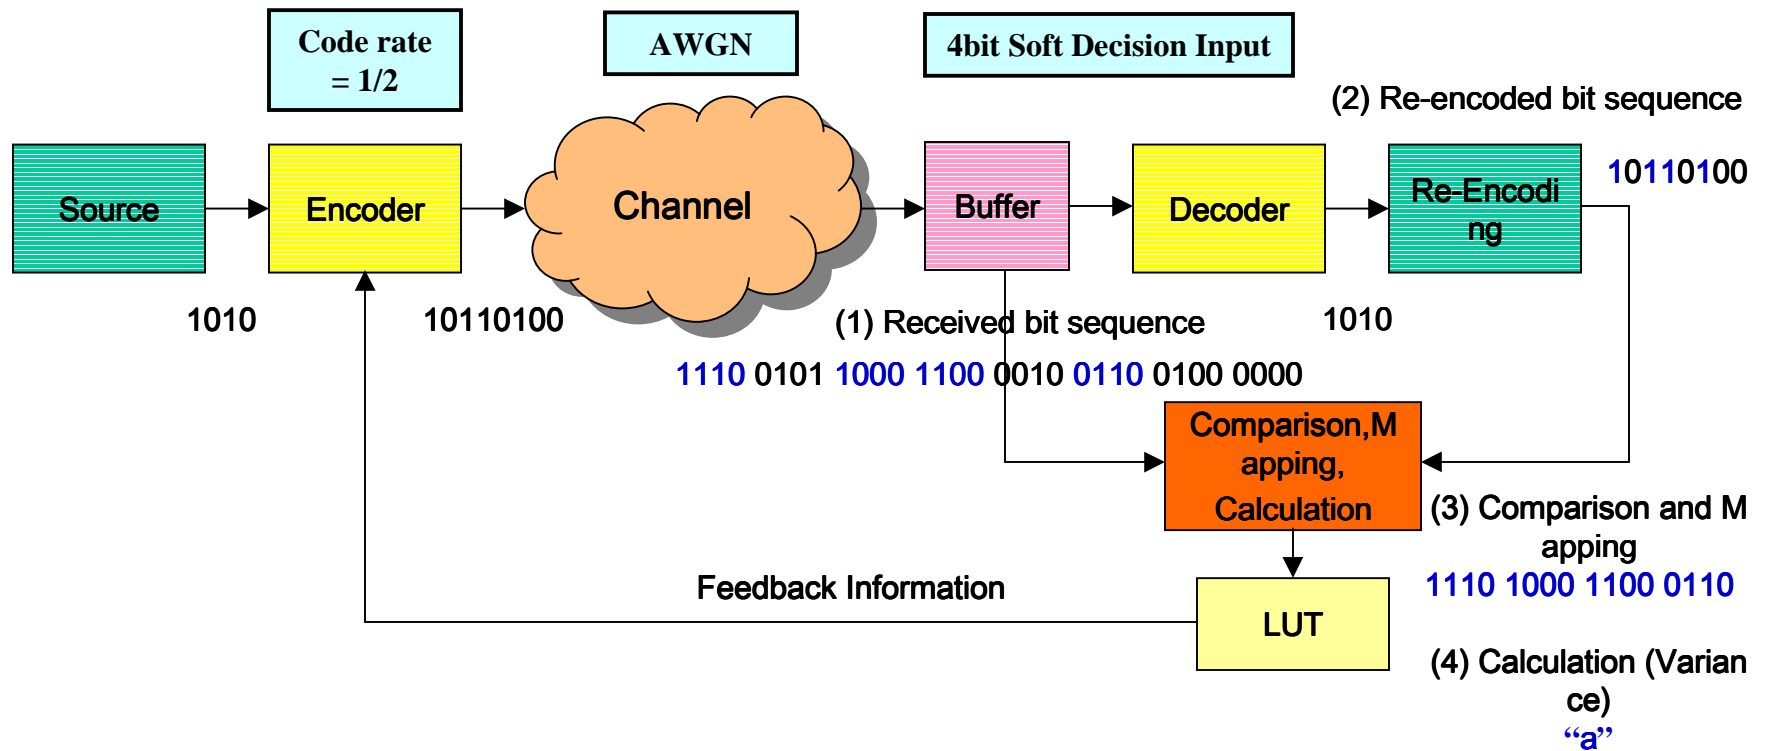 Code rate
= 1/2
AWGN
4bit Soft Decision Input
(2) Re-encoded bit sequence
10110100
Source
Encoder
Channel
Buffer
Decoder
Re-Encodi
ng
1010
10110100
(1) Received bit sequence
1010
1110 0101 1000 1100 0010 0110 0100 0000
Comparison,M
apping,
Calculation
(3) Comparison and M
apping
1110 1000 1100 0110
Feedback Information
LUT
(4) Calculation (Varian
ce)
“a”